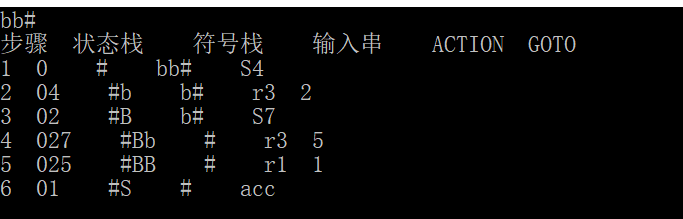 bb#
步骤 状态栈 符号栈 输入串 ACTION GOTO
1 0 # bb# S4
2 04 #b b# r3 2
3 02 #B b# S7
4 027 #Bb # r3 5
5 025 #BB # r1 1
6 01 #S # acc